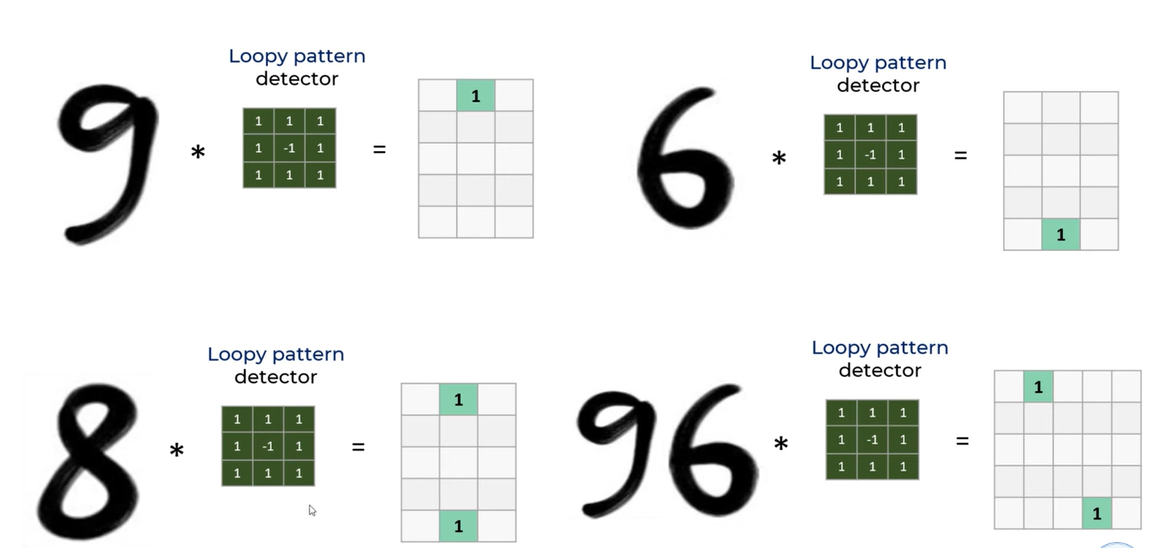 Loopy pattern
detector
9 * 1 1 1 = 1
1 -1 1
1 1 1
Loopy pattern
detector
6 * 1 1 1 =
1 -1 1
1 1 1
1
Loopy pattern
detector
8 * 1 1 1 = 1
1 -1 1
1 1 1
1
Loopy pattern
detector
96 * 1 1 1 = 1
1 -1 1
1 1 1
1